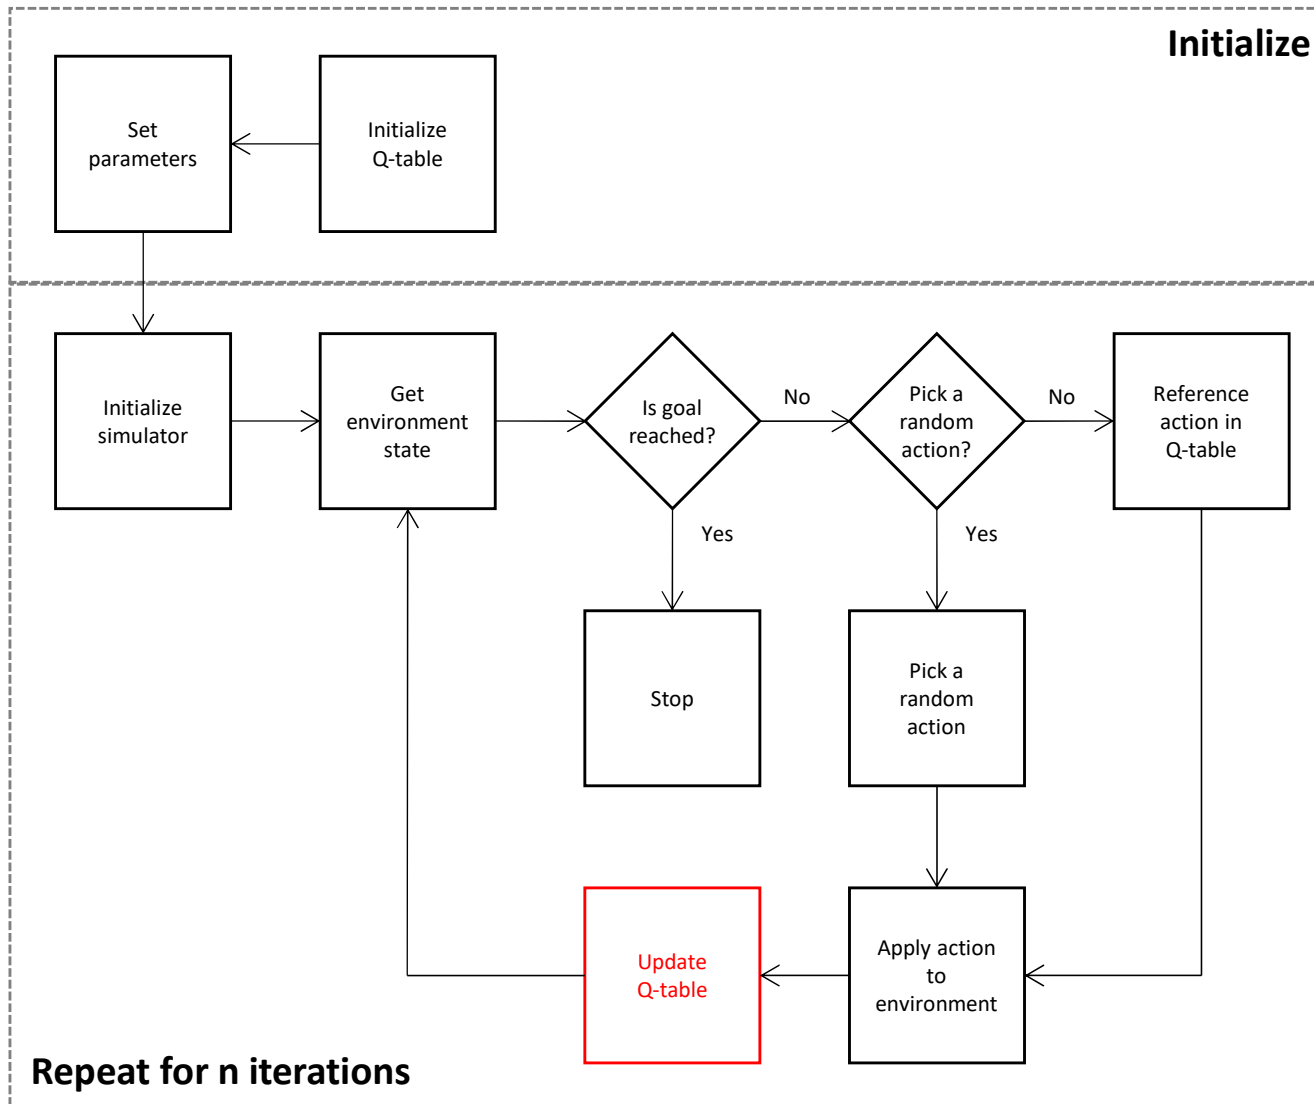 Initialize
Set
parameters
Initialize
Q-table
Initialize
simulator
Get
environment
state
Is goal
reached?
No
Pick a
random
action?
No
Reference
action in
Q-table
Yes
Yes
Stop
Pick a
random
action
Update
Q-table
Apply action
to
environment
Repeat for n iterations